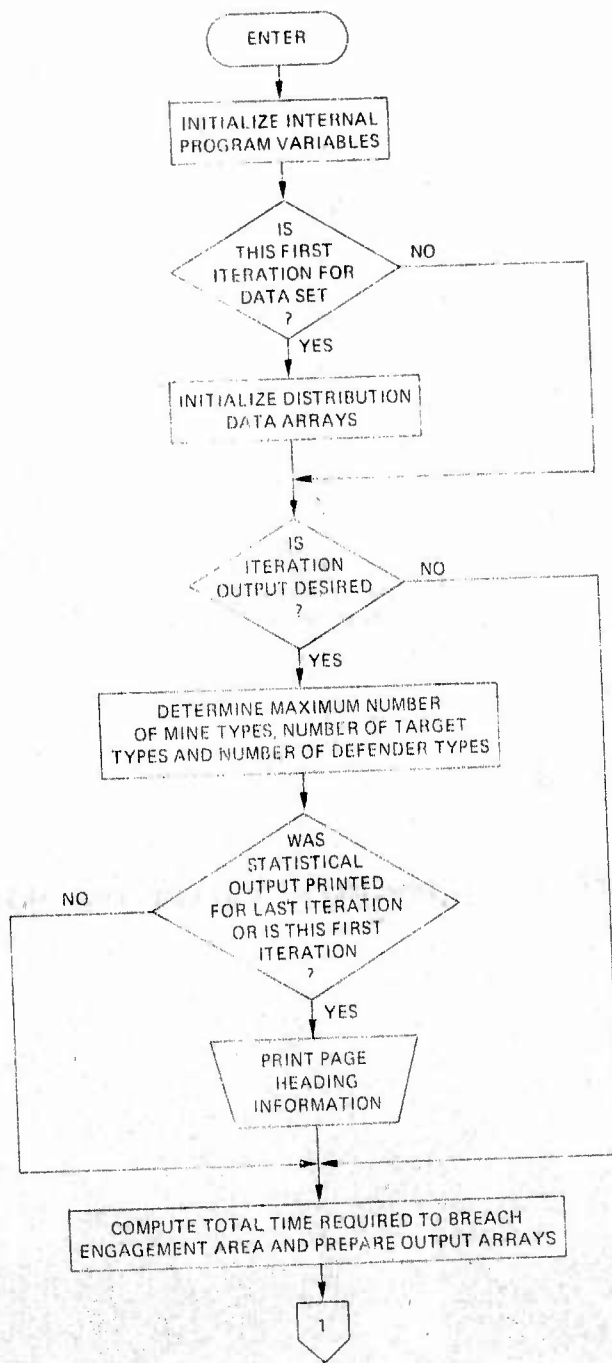 ENTER
INITIALIZE INTERNAL
PROGRAM VARIABLES
IS
THIS FIRST
ITERATION FOR
DATA SET
?
NO
YES
INITIALIZE DISTRIBUTION
DATA ARRAYS
IS
ITERATION
OUTPUT DESIRED
?
NO
YES
DETERMINE MAXIMUM NUMBER
OF MINE TYPES, NUMBER OF TARGET
TYPES AND NUMBER OF DEFENDER TYPES
WAS
STATISTICAL
OUTPUT PRINTED
FOR LAST ITERATION
OR IS THIS FIRST
ITERATION
?
NO
YES
PRINT PAGE
HEADING
INFORMATION
COMPUTE TOTAL TIME REQUIRED TO BREACH
ENGAGEMENT AREA AND PREPARE OUTPUT ARRAYS
1